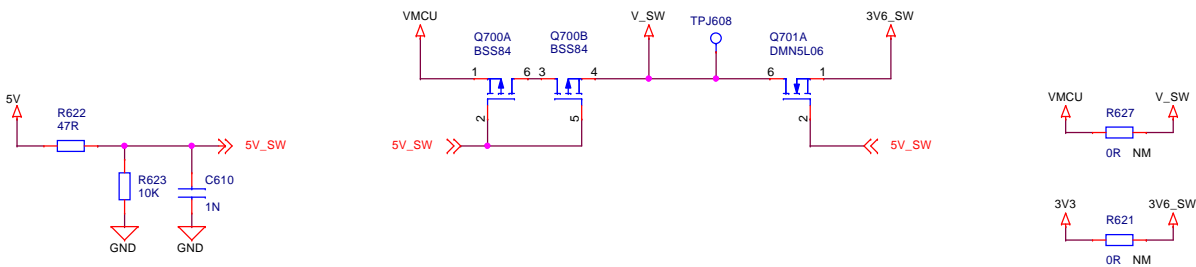 VMCU
V_SW
TPJ608
3V6_SW
Q700A
BSS84
Q700B
BSS84
Q701A
DMN5L06
1
6
3
4
6
1
2
5
2
5V_SW
5V_SW
5V
R622
47R
5V_SW
R623
10K
C610
1N
GND
GND
VMCU
V_SW
R627
0R NM
3V3
3V6_SW
R621
0R NM